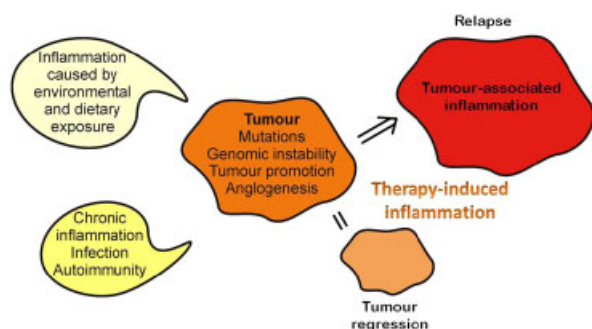 Inflammation
caused by
environmental
and dietary
exposure
Chronic
inflammation
Infection
Autoimmunity
Tumour
Mutations
Genomic instability
Tumour promotion
Anglogenesis
Relapse
Tumour-associated
inflammation
Therapy-induced
inflammation
Tumour
regression